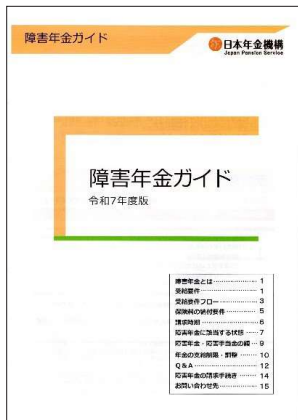 障害年金ガイド
日本年金機構
Japan Pension Service
障害年金ガイド
令和7年度版
障害年金とは 1
受給要件 1
受給要件フロー 3
保険料の納付要件 5
請求時期 6
障害年金に該当する状態 7
障害年金・障害手当金の額 9
年金の支給制限・調整 10
Q&A 12
障害年金の請求手続き 14
お問い合わせ先 15